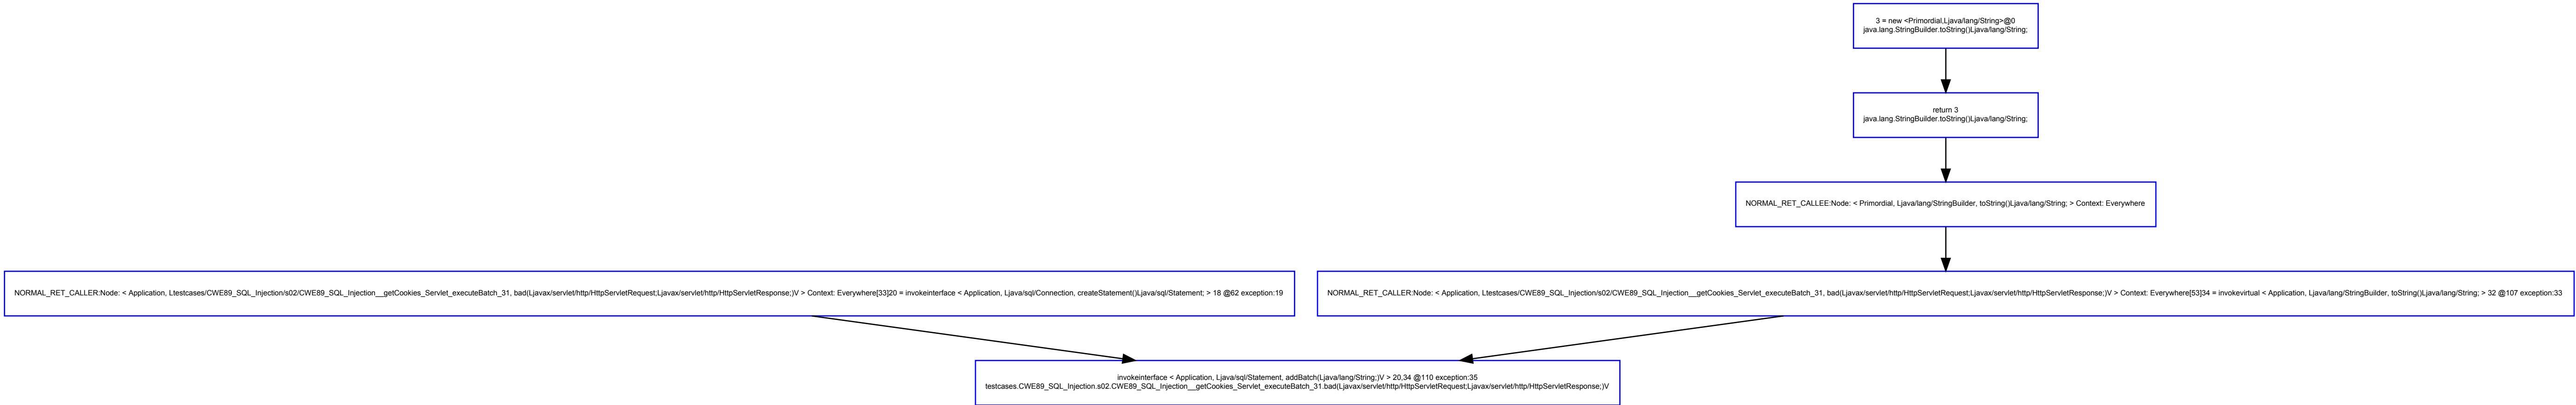 3 = new <Primordial,Ljava/lang/String>@0
java.lang.StringBuilder.toString()Ljava/lang/String;
return 3
java.lang.StringBuilder.toString()Ljava/lang/String;
NORMAL_RET_CALLEE:Node: < Primordial, Ljava/lang/StringBuilder, toString()Ljava/lang/String; > Context: Everywhere
NORMAL_RET_CALLER:Node: < Application, Ltestcases/CWE89_SQL_Injection/s02/CWE89_SQL_Injection__getCookies_Servlet_executeBatch_31, bad(Ljavax/servlet/http/HttpServletRequest;Ljavax/servlet/http/HttpServletResponse;)V > Context: Everywhere[33]20 = invokeinterface < Application, Ljava/sql/Connection, createStatement()Ljava/sql/Statement; > 18 @62 exception:19
NORMAL_RET_CALLER:Node: < Application, Ltestcases/CWE89_SQL_Injection/s02/CWE89_SQL_Injection__getCookies_Servlet_executeBatch_31, bad(Ljavax/servlet/http/HttpServletRequest;Ljavax/servlet/http/HttpServletResponse;)V > Context: Everywhere[53]34 = invokevirtual < Application, Ljava/lang/StringBuilder, toString()Ljava/lang/String; > 32 @107 exception:33
invokeinterface < Application, Ljava/sql/Statement, addBatch(Ljava/lang/String;)V > 20,34 @110 exception:35
testcases.CWE89_SQL_Injection.s02.CWE89_SQL_Injection__getCookies_Servlet_executeBatch_31.bad(Ljavax/servlet/http/HttpServletRequest;Ljavax/servlet/http/HttpServletResponse;)V